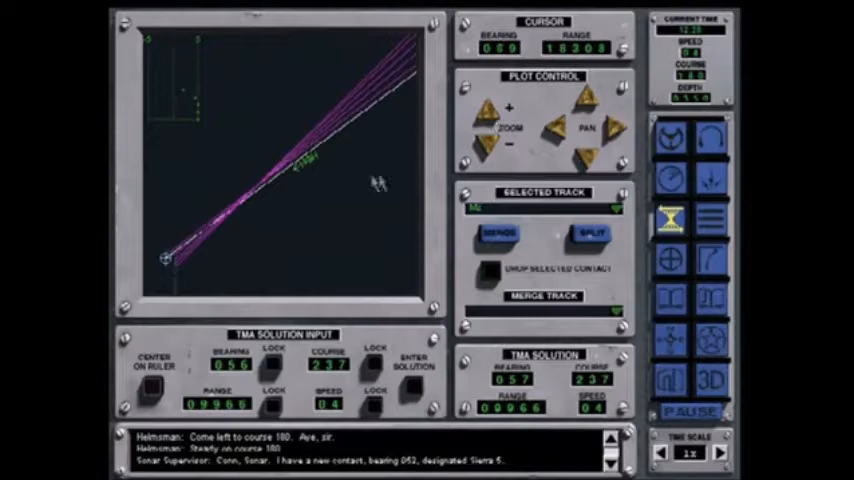 CURSOR
BEARING
RANGE
18308
PLOT CONTROL
+
ZOOM
PAN
-
SELECTED TRACK
MERGE
SPLIT
DROP SELECTED CONTACT
MERGE TRACK
CURRENT TIME
SPEED
04
COURSE
180
DEPTH
3D
PAUSE
TIME SCALE
1x
TMA SOLUTION INPUT
CENTER ON RULER
BEARING
056
LOCK
COURSE
237
LOCK
ENTER SOLUTION
RANGE
09966
LOCK
SPEED
04
LOCK
TMA SOLUTION
BEARING
057
COURSE
237
RANGE
09966
SPEED
04
Helmsman: Come left to course 180. Aye, sir.
Helmsman: Steady on course 180
Sonar Supervisor: Conn, Sonar. I have a new contact, bearing 052, designated Sierra 5.